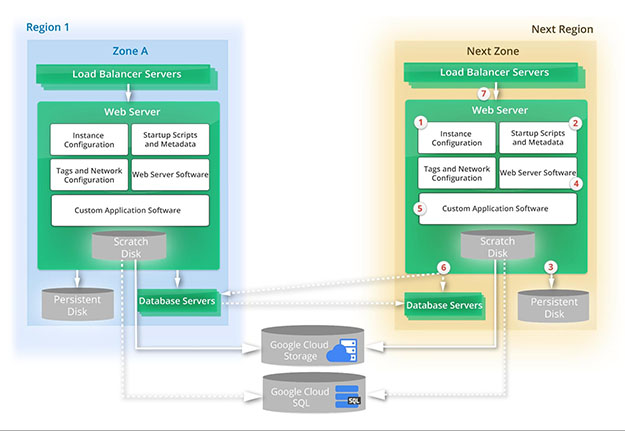 Region 1
Zone A
Load Balancer Servers
Web Server
Instance
Configuration
Startup Scripts
and Metadata
Tags and Network
Configuration
Web Server Software
Custom Application Software
Scratch
Disk
Persistent
Disk
Database Servers
Next Region
Next Zone
Load Balancer Servers
7
Web Server
1
Instance
Configuration
2
Startup Scripts
and Metadata
Tags and Network
Configuration
Web Server Software
4
5
Custom Application Software
Scratch
Disk
6
3
Database Servers
Persistent
Disk
Google Cloud
Storage
Google Cloud
SQL
SQL